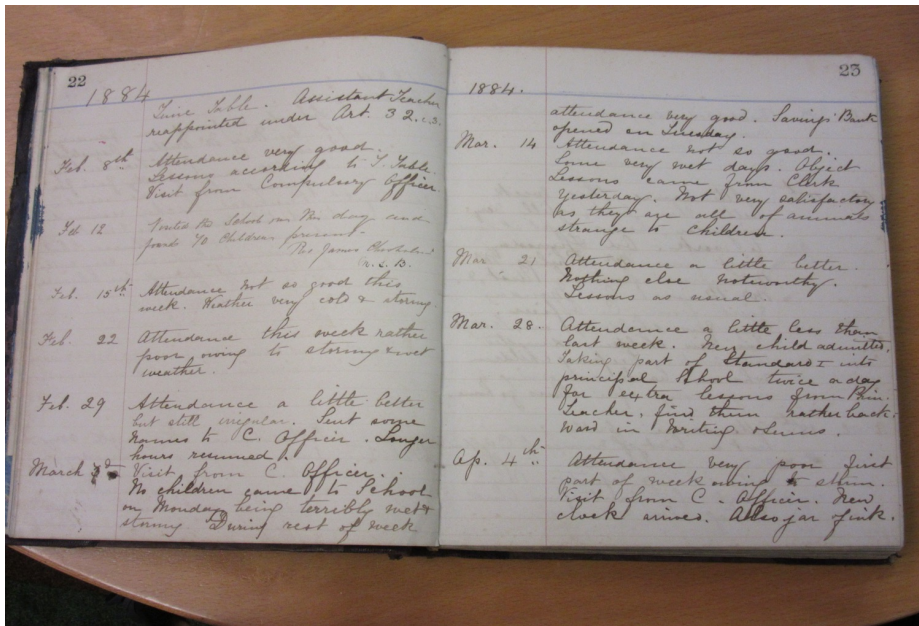 22
1884
Time Table. Assistant Teacher
reappointed under Art. 32.c.3.
Feb. 8th Attendance very good.
Lessons according to T. Table.
Visit from Compulsory Officer.
Feb 12 Visited the School on this day and
found 70 Children present.
Rev James
Feb. 15th. Attendance not so good this
week. Weather very cold & stormy.
Feb. 22 Attendance this week rather
poor owing to stormy & wet
weather.
Feb. 29 Attendance a little better
but still irregular. Sent some
names to C. Officer. Longer
hours resumed.
March Visit from C. Officer.
No children came to School
on Monday being terribly wet &
stormy. During rest of week
23
1884.
attendance very good. Savings Bank
opened on Tuesday.
Mar. 14 Attendance not so good.
Some very wet days. Object
Lessons came from Clerk
yesterday. Not very satisfactory
as they are all of animals
strange to children.
Mar 21 Attendance a little better.
Nothing else noteworthy.
Lessons as usual.
Mar. 28. Attendance a little less than
last week. New child admitted.
Taking part of Standard I into
principal School twice a day
for extra lessons from Prin.
Teacher. find them rather back-
ward in Writing & Sums.
Ap. 4th. Attendance very poor first
part of week owing to storm.
Visit from C. Officer. New
clock arrived. Also jar of ink.